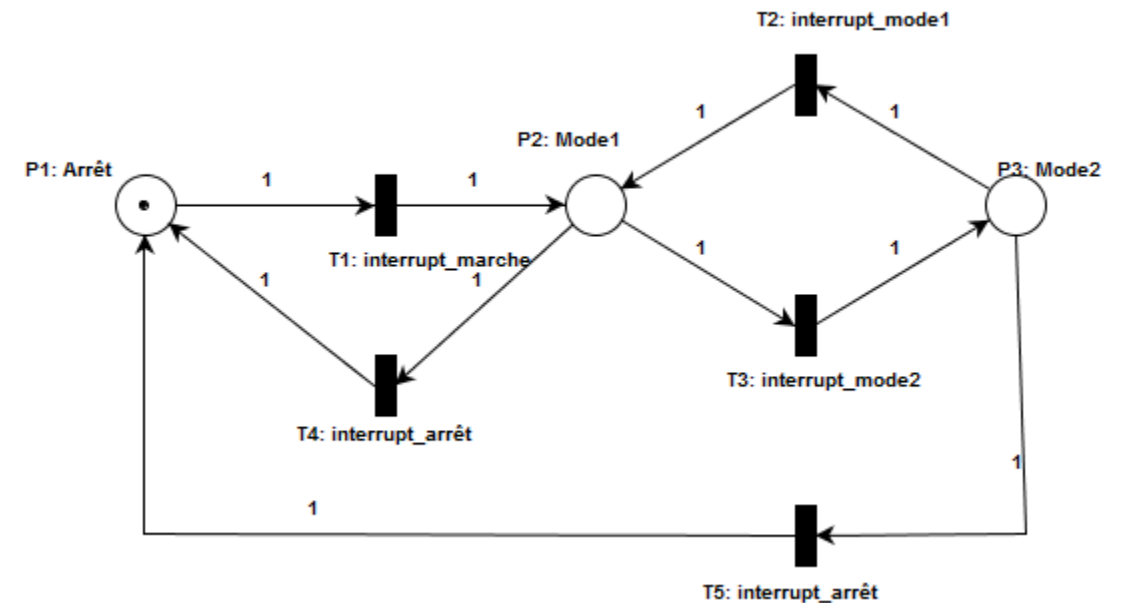 T2: interrupt_mode1
1
1
P2: Mode1
P1: Arrêt
P3: Mode2
1
1
T1: interrupt_marche
1
1
1
1
T3: interrupt_mode2
T4: interrupt_arrêt
1
1
T5: interrupt_arrêt